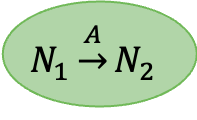 N₁ →ᴬ N₂